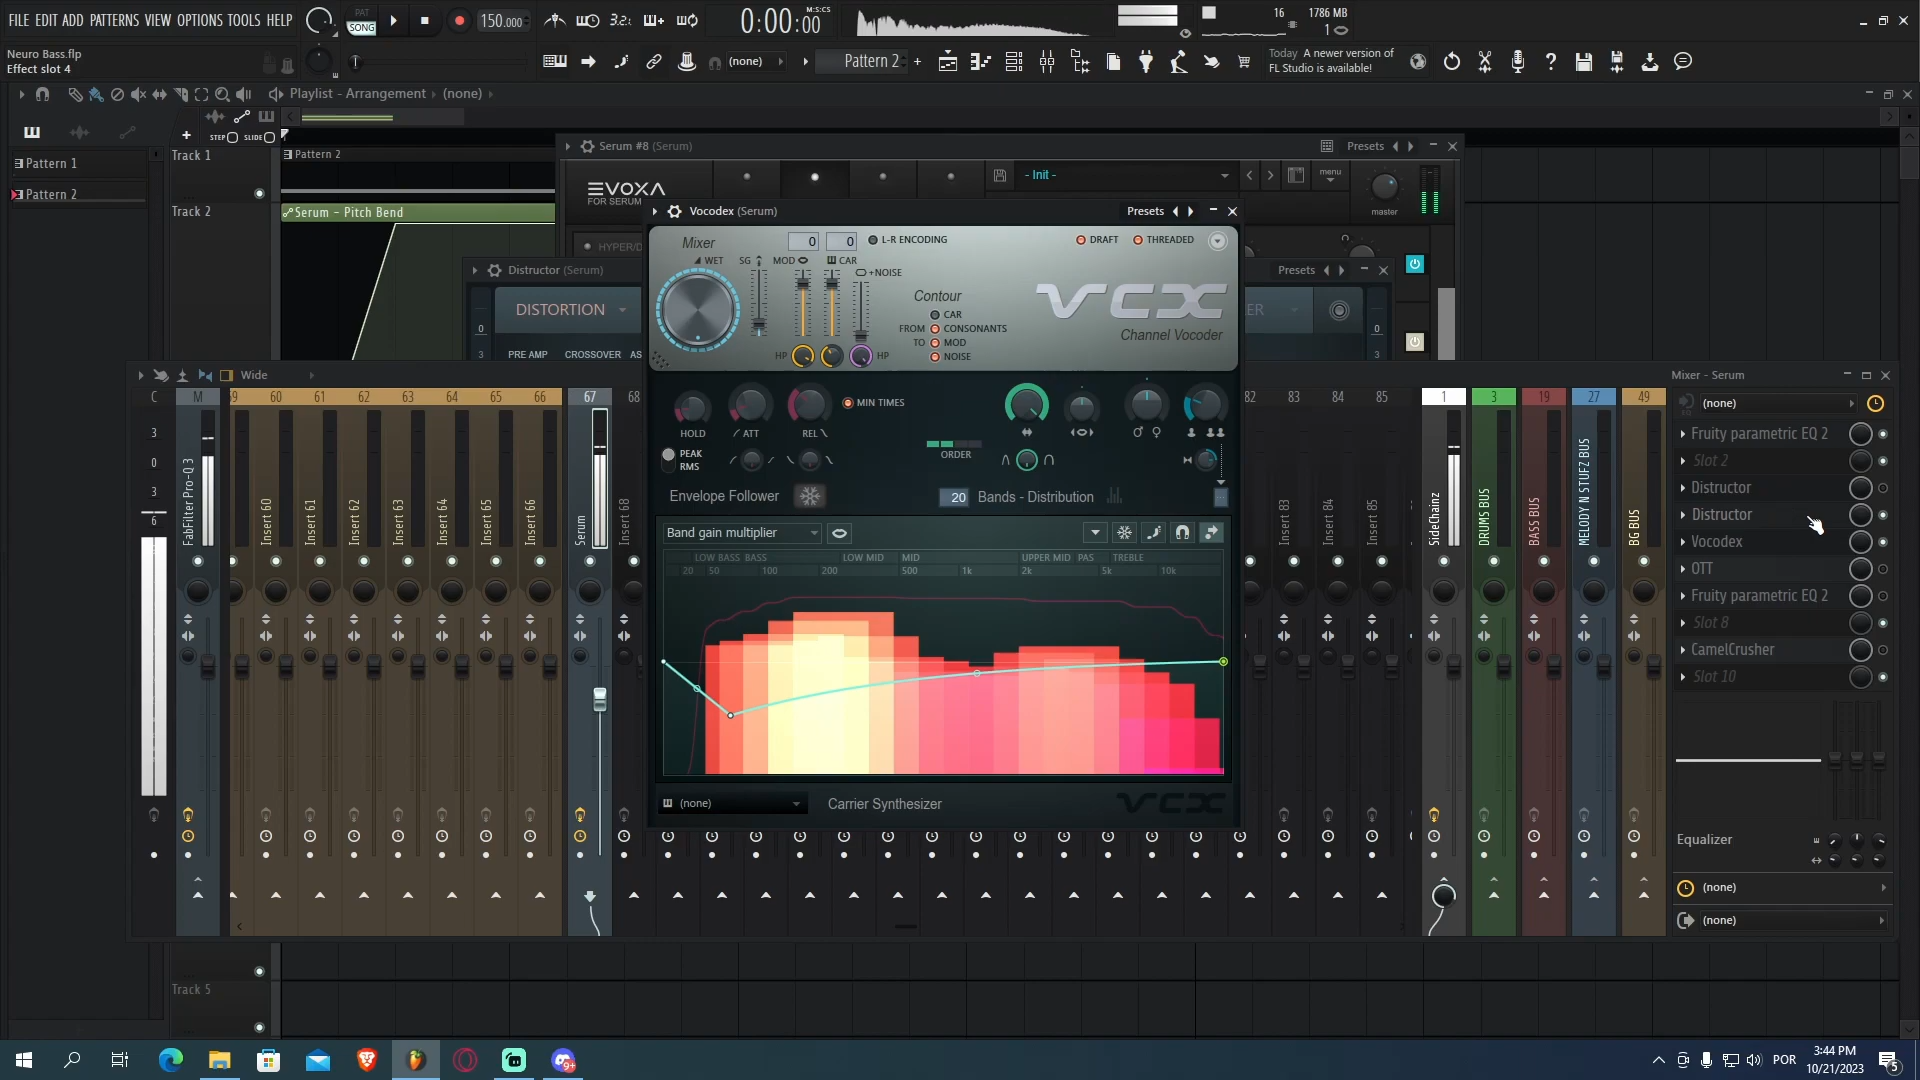 FILE EDIT ADD PATTERNS VIEW OPTIONS TOOLS HELP
PAT
SONG
150.000
3.2.
0:00:00
M:S:CS
16
1786 MB
1
Neuro Bass.flp
Effect slot 4
(none)
Pattern 2
Today A newer version of
FL Studio is available!
Playlist - Arrangement
(none)
STEP
SLIDE
Pattern 1
Pattern 2
Track 1
Track 2
Track 5
Pattern 2
Serum - Pitch Bend
Serum #8 (Serum)
Presets
EVOXA
FOR SERUM
- Init -
menu
master
HYPER/D
Distructor (Serum)
Presets
DISTORTION
PRE AMP
CROSSOVER
AS
0
3
ER
0
3
Vocodex (Serum)
Presets
Mixer
0
0
L-R ENCODING
DRAFT
THREADED
WET
SG
MOD
CAR
+NOISE
HP
HP
Contour
CAR
FROM
CONSONANTS
TO
MOD
NOISE
VCX
Channel Vocoder
HOLD
ATT
REL
MIN TIMES
PEAK
RMS
ORDER
Envelope Follower
20
Bands - Distribution
Band gain multiplier
LOW BASS
BASS
LOW MID
MID
UPPER MID
PAS
TREBLE
20
50
100
200
500
1k
2k
5k
10k
(none)
Carrier Synthesizer
VCX
Wide
C
M
60
61
62
63
64
65
66
67
68
82
83
84
85
1
3
19
27
49
3
0
3
6
FabFilter Pro-Q 3
Insert 60
Insert 61
Insert 62
Insert 63
Insert 64
Insert 65
Insert 66
Serum
Insert 68
Insert 83
Insert 84
Insert 85
SideChainz
DRUMS BUS
BASS BUS
MELODY N STUFZ BUS
BG BUS
Mixer - Serum
(none)
Fruity parametric EQ 2
Slot 2
Distructor
Distructor
Vocodex
OTT
Fruity parametric EQ 2
Slot 8
CamelCrusher
Slot 10
Equalizer
(none)
(none)
9+
POR
3:44 PM
10/21/2023
5